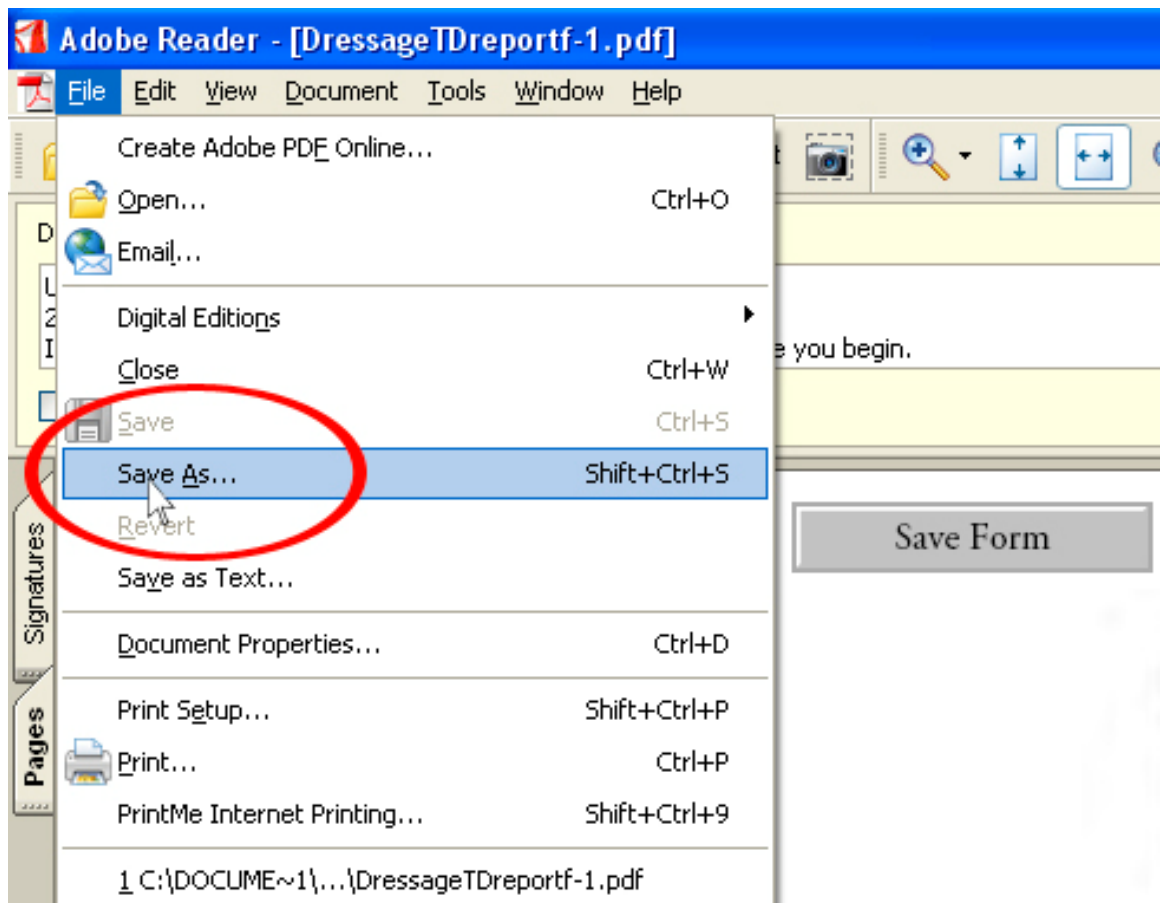 Adobe Reader - [DressageTDreportf-1.pdf]
File Edit View Document Tools Window Help
Create Adobe PDF Online...
Open... Ctrl+O
Email...
Digital Editions
Close Ctrl+W
e you begin.
Save Ctrl+S
Save As... Shift+Ctrl+S
Revert
Save Form
Save as Text...
Signatures
Document Properties... Ctrl+D
Print Setup... Shift+Ctrl+P
Pages
Print... Ctrl+P
PrintMe Internet Printing... Shift+Ctrl+9
1 C:\DOCUME~1\...\DressageTDreportf-1.pdf